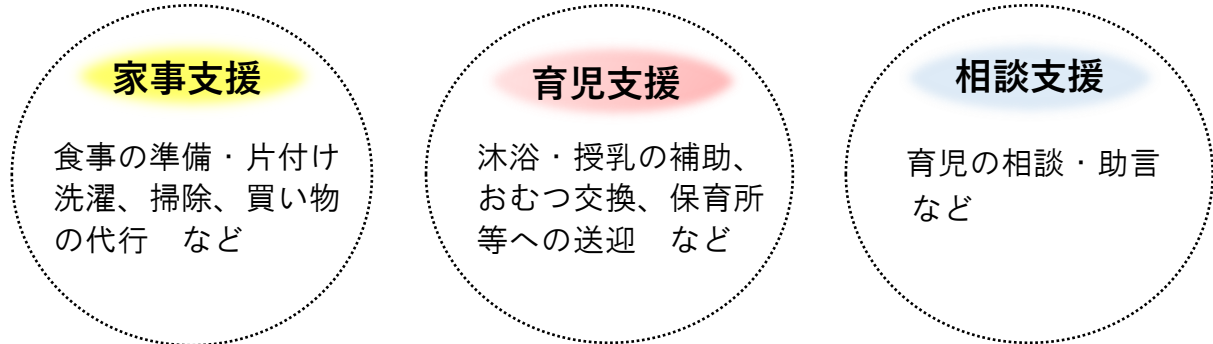 家事支援
食事の準備・片付け
洗濯、掃除、買い物
の代行　など
育児支援
沐浴・授乳の補助、
おむつ交換、保育所
等への送迎　など
相談支援
育児の相談・助言
など